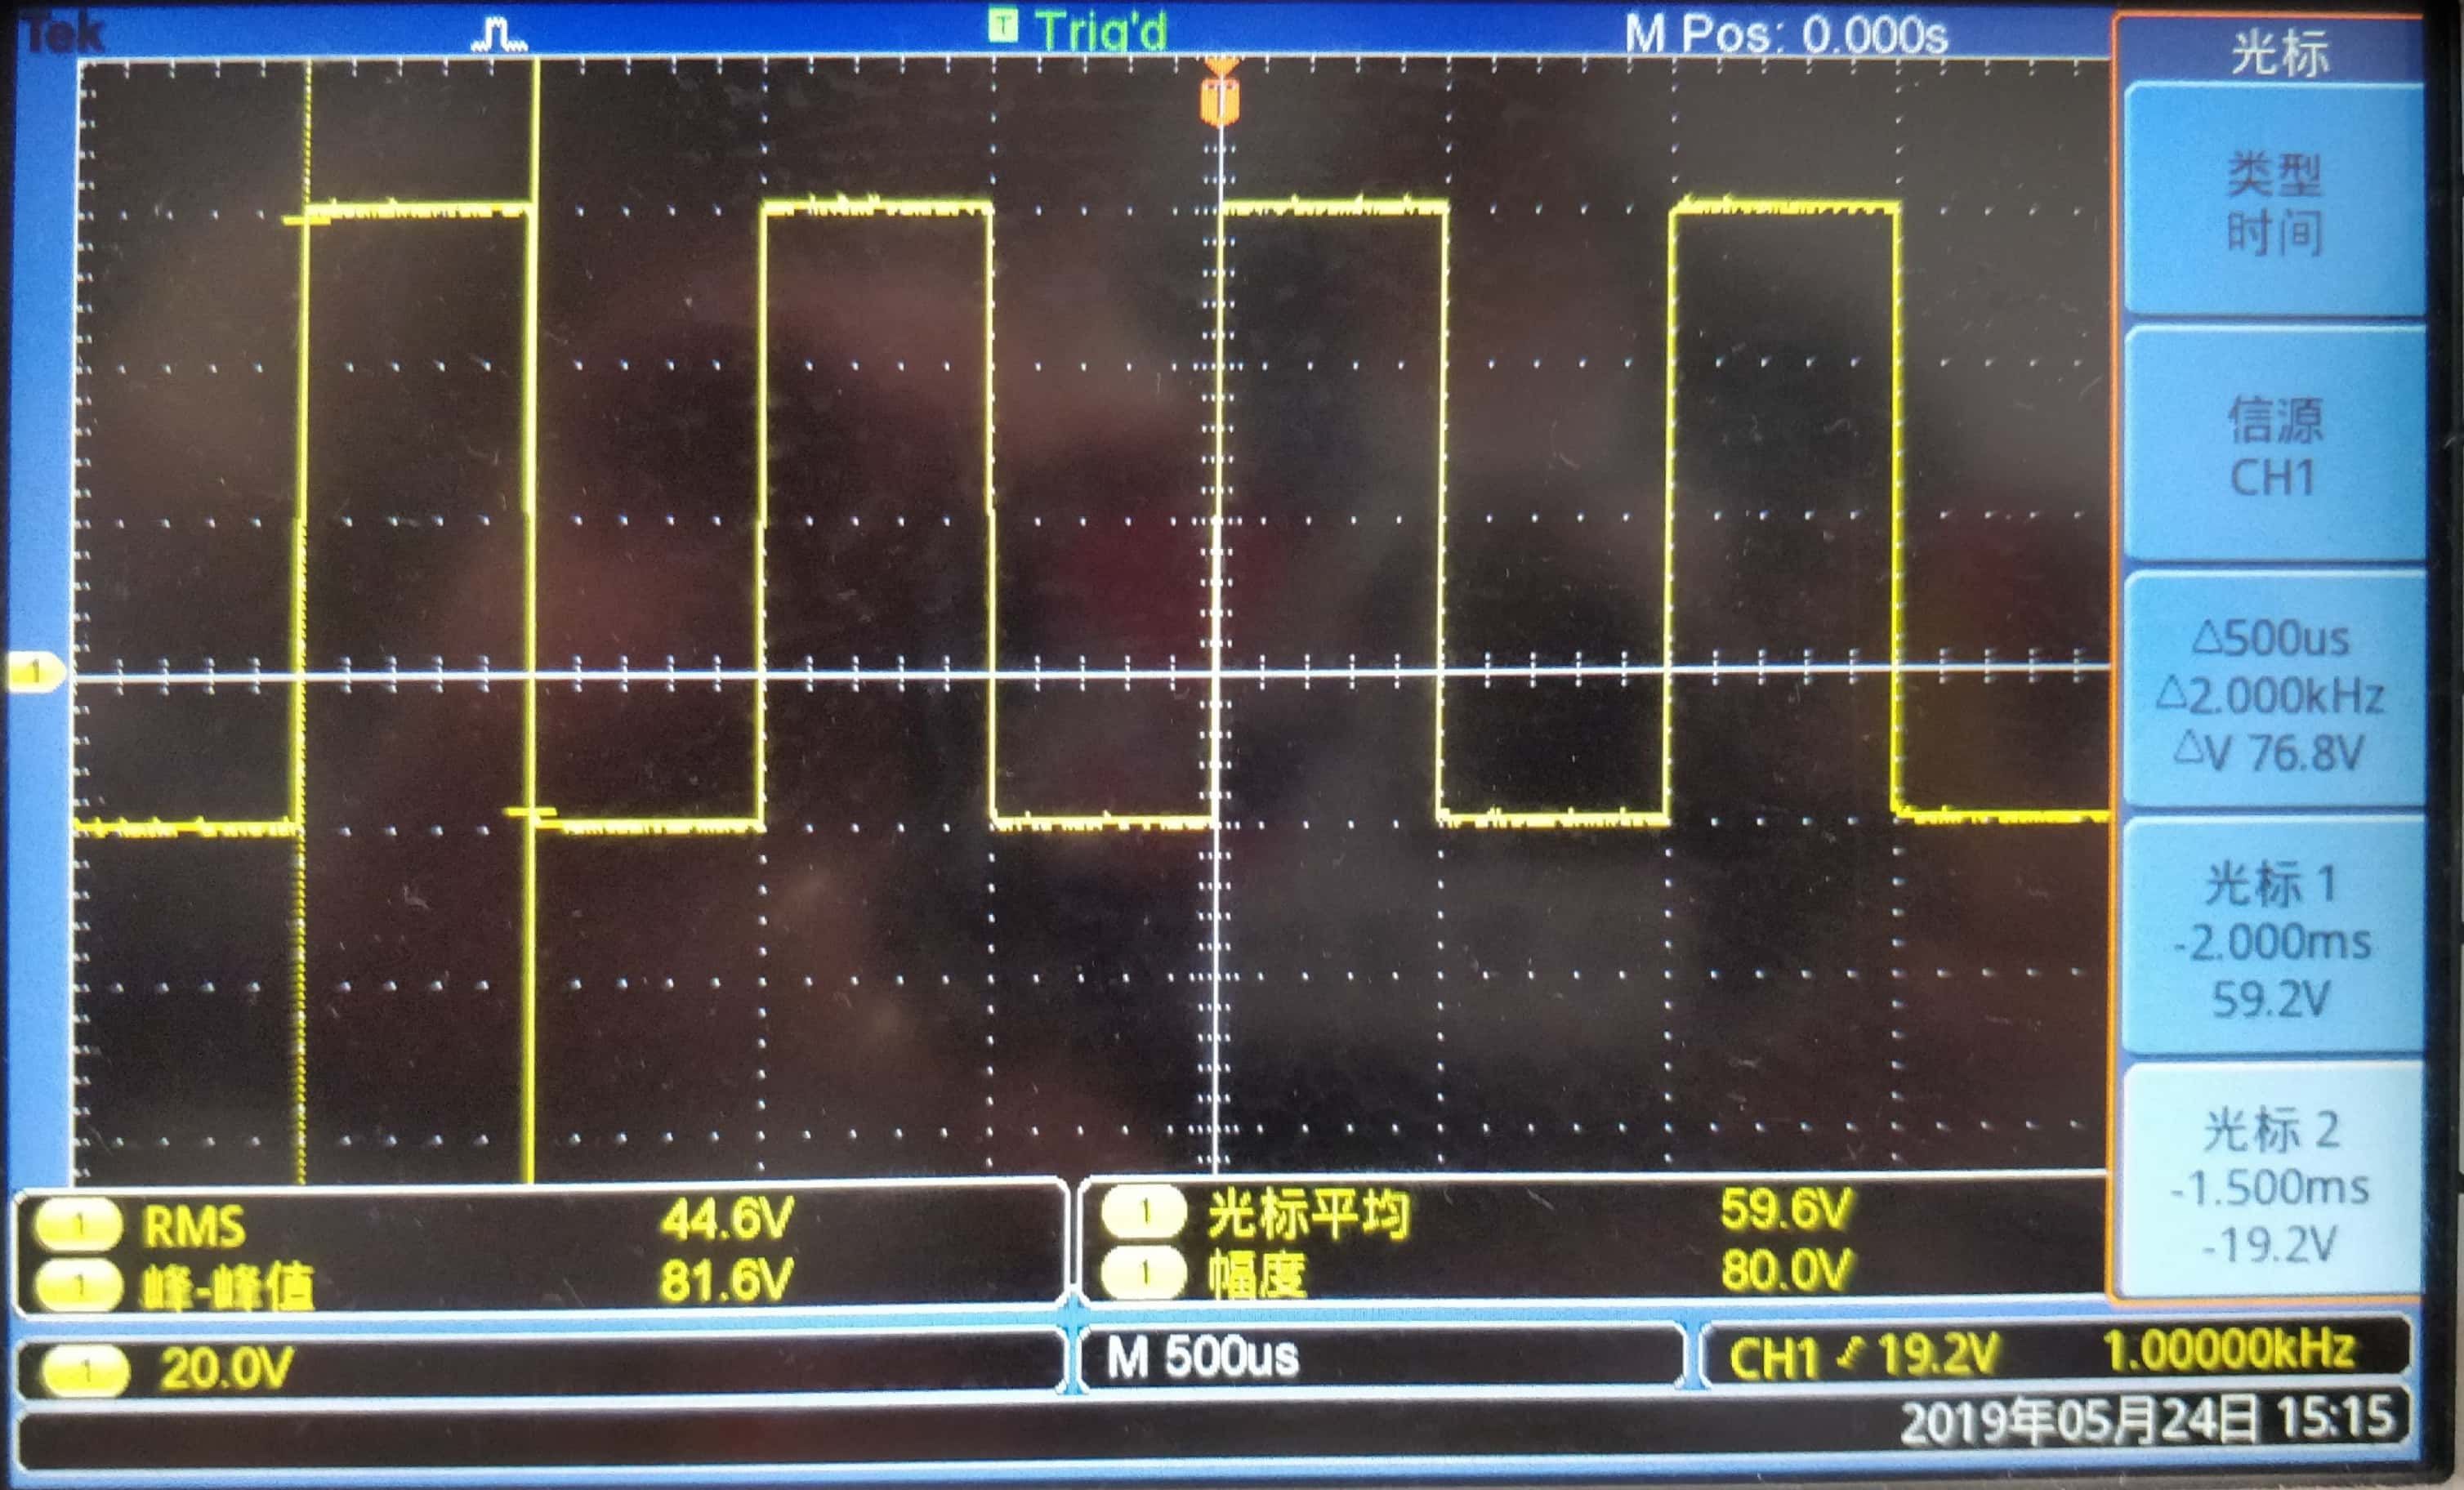 Tek
T Trig'd
M Pos: 0.000s
光标
类型
时间
信源
CH1
△500us
△2.000kHz
△V 76.8V
光标 1
-2.000ms
59.2V
光标 2
-1.500ms
-19.2V
1
1 RMS 44.6V
1 峰-峰值 81.6V
1 光标平均 59.6V
1 幅度 80.0V
1 20.0V
M 500us
CH1 19.2V 1.00000kHz
2019年05月24日 15:15